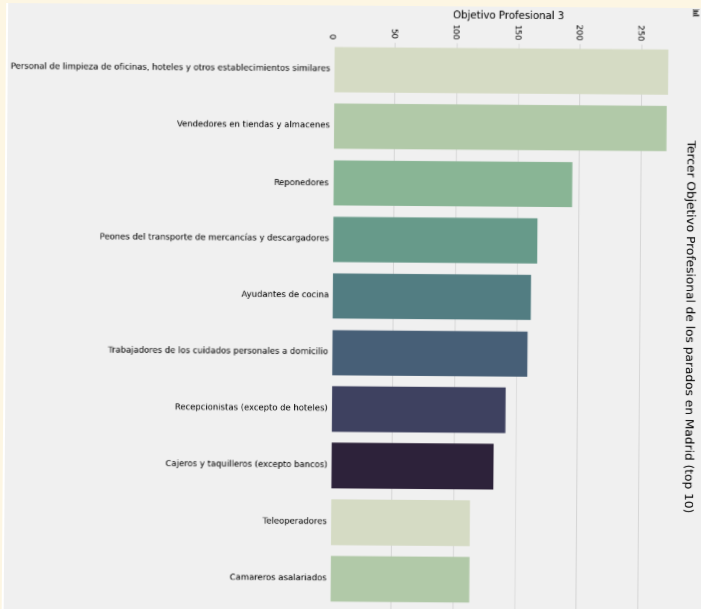 Tercer Objetivo Profesional de los parados en Madrid (top 10)
Objetivo Profesional 3
0
50
100
150
200
250
Personal de limpieza de oficinas, hoteles y otros establecimientos similares
Vendedores en tiendas y almacenes
Reponedores
Peones del transporte de mercancías y descargadores
Ayudantes de cocina
Trabajadores de los cuidados personales a domicilio
Recepcionistas (excepto de hoteles)
Cajeros y taquilleros (excepto bancos)
Teleoperadores
Camareros asalariados